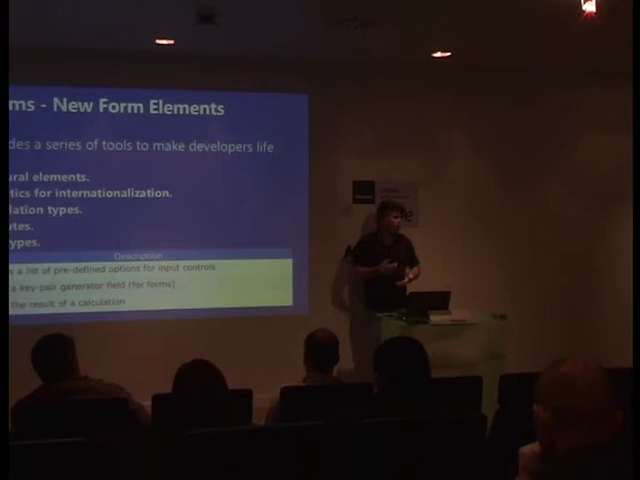 ms - New Form Elements
des a series of tools to make developers life
ural elements.
tics for internationalization.
lation types.
utes.
ypes.
Description
s a list of pre-defined options for input controls
a key-pair generator field (for forms)
the result of a calculation